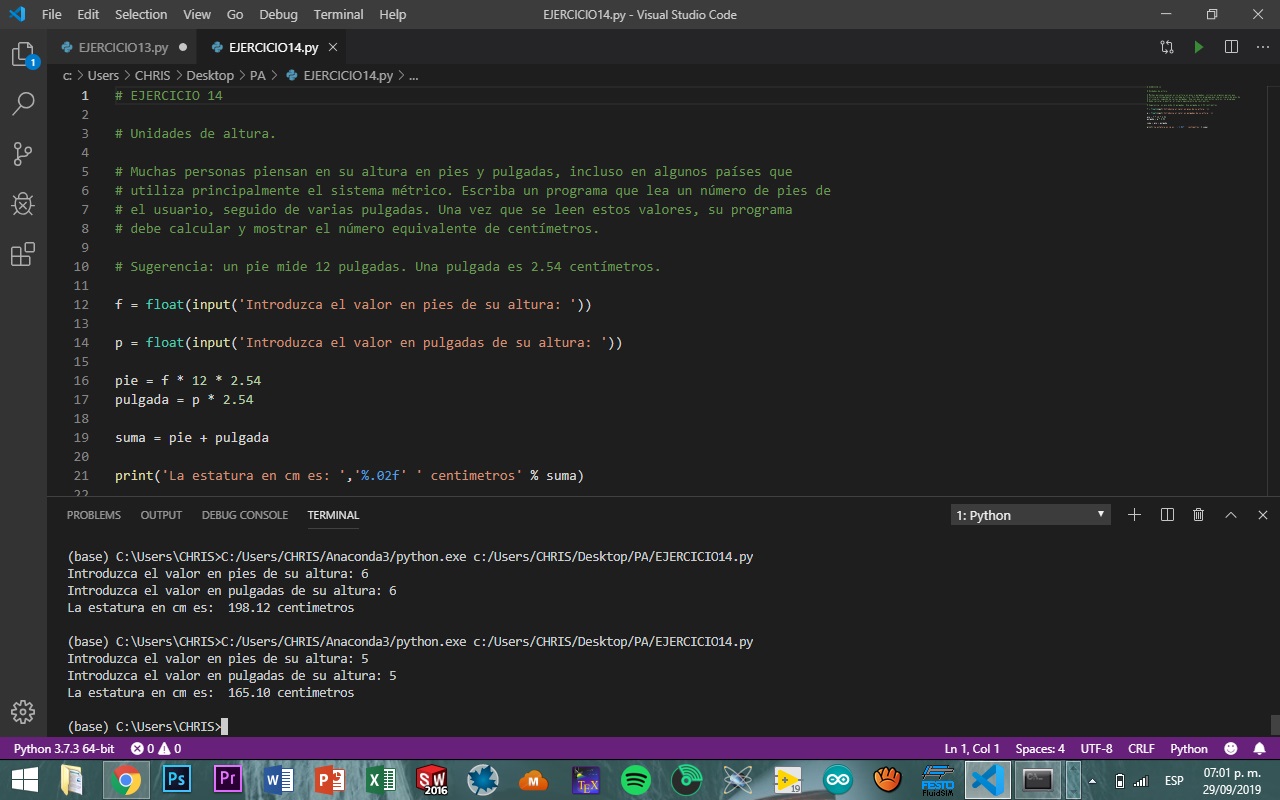 File Edit Selection View Go Debug Terminal Help EJERCICIO14.py - Visual Studio Code
EJERCICIO13.py EJERCICIO14.py
C: > Users > CHRIS > Desktop > PA > EJERCICIO14.py > ...
1 # EJERCICIO 14
2
3 # Unidades de altura.
4
5 # Muchas personas piensan en su altura en pies y pulgadas, incluso en algunos países que
6 # utiliza principalmente el sistema métrico. Escriba un programa que lea un número de pies de
7 # el usuario, seguido de varias pulgadas. Una vez que se leen estos valores, su programa
8 # debe calcular y mostrar el número equivalente de centímetros.
9
10 # Sugerencia: un pie mide 12 pulgadas. Una pulgada es 2.54 centímetros.
11
12 f = float(input('Introduzca el valor en pies de su altura: '))
13
14 p = float(input('Introduzca el valor en pulgadas de su altura: '))
15
16 pie = f * 12 * 2.54
17 pulgada = p * 2.54
18
19 suma = pie + pulgada
20
21 print('La estatura en cm es: ','%.02f' ' centimetros' % suma)
22
PROBLEMS OUTPUT DEBUG CONSOLE TERMINAL 1: Python
(base) C:\Users\CHRIS>C:/Users/CHRIS/Anaconda3/python.exe c:/Users/CHRIS/Desktop/PA/EJERCICIO14.py
Introduzca el valor en pies de su altura: 6
Introduzca el valor en pulgadas de su altura: 6
La estatura en cm es:  198.12 centimetros
(base) C:\Users\CHRIS>C:/Users/CHRIS/Anaconda3/python.exe c:/Users/CHRIS/Desktop/PA/EJERCICIO14.py
Introduzca el valor en pies de su altura: 5
Introduzca el valor en pulgadas de su altura: 5
La estatura en cm es:  165.10 centimetros
(base) C:\Users\CHRIS>
1
Python 3.7.3 64-bit 0 0 Ln 1, Col 1 Spaces: 4 UTF-8 CRLF Python
Ps Pr W P X SW 2016 TEX 19 FESTO FluidSIM ESP 07:01 p. m.
29/09/2019